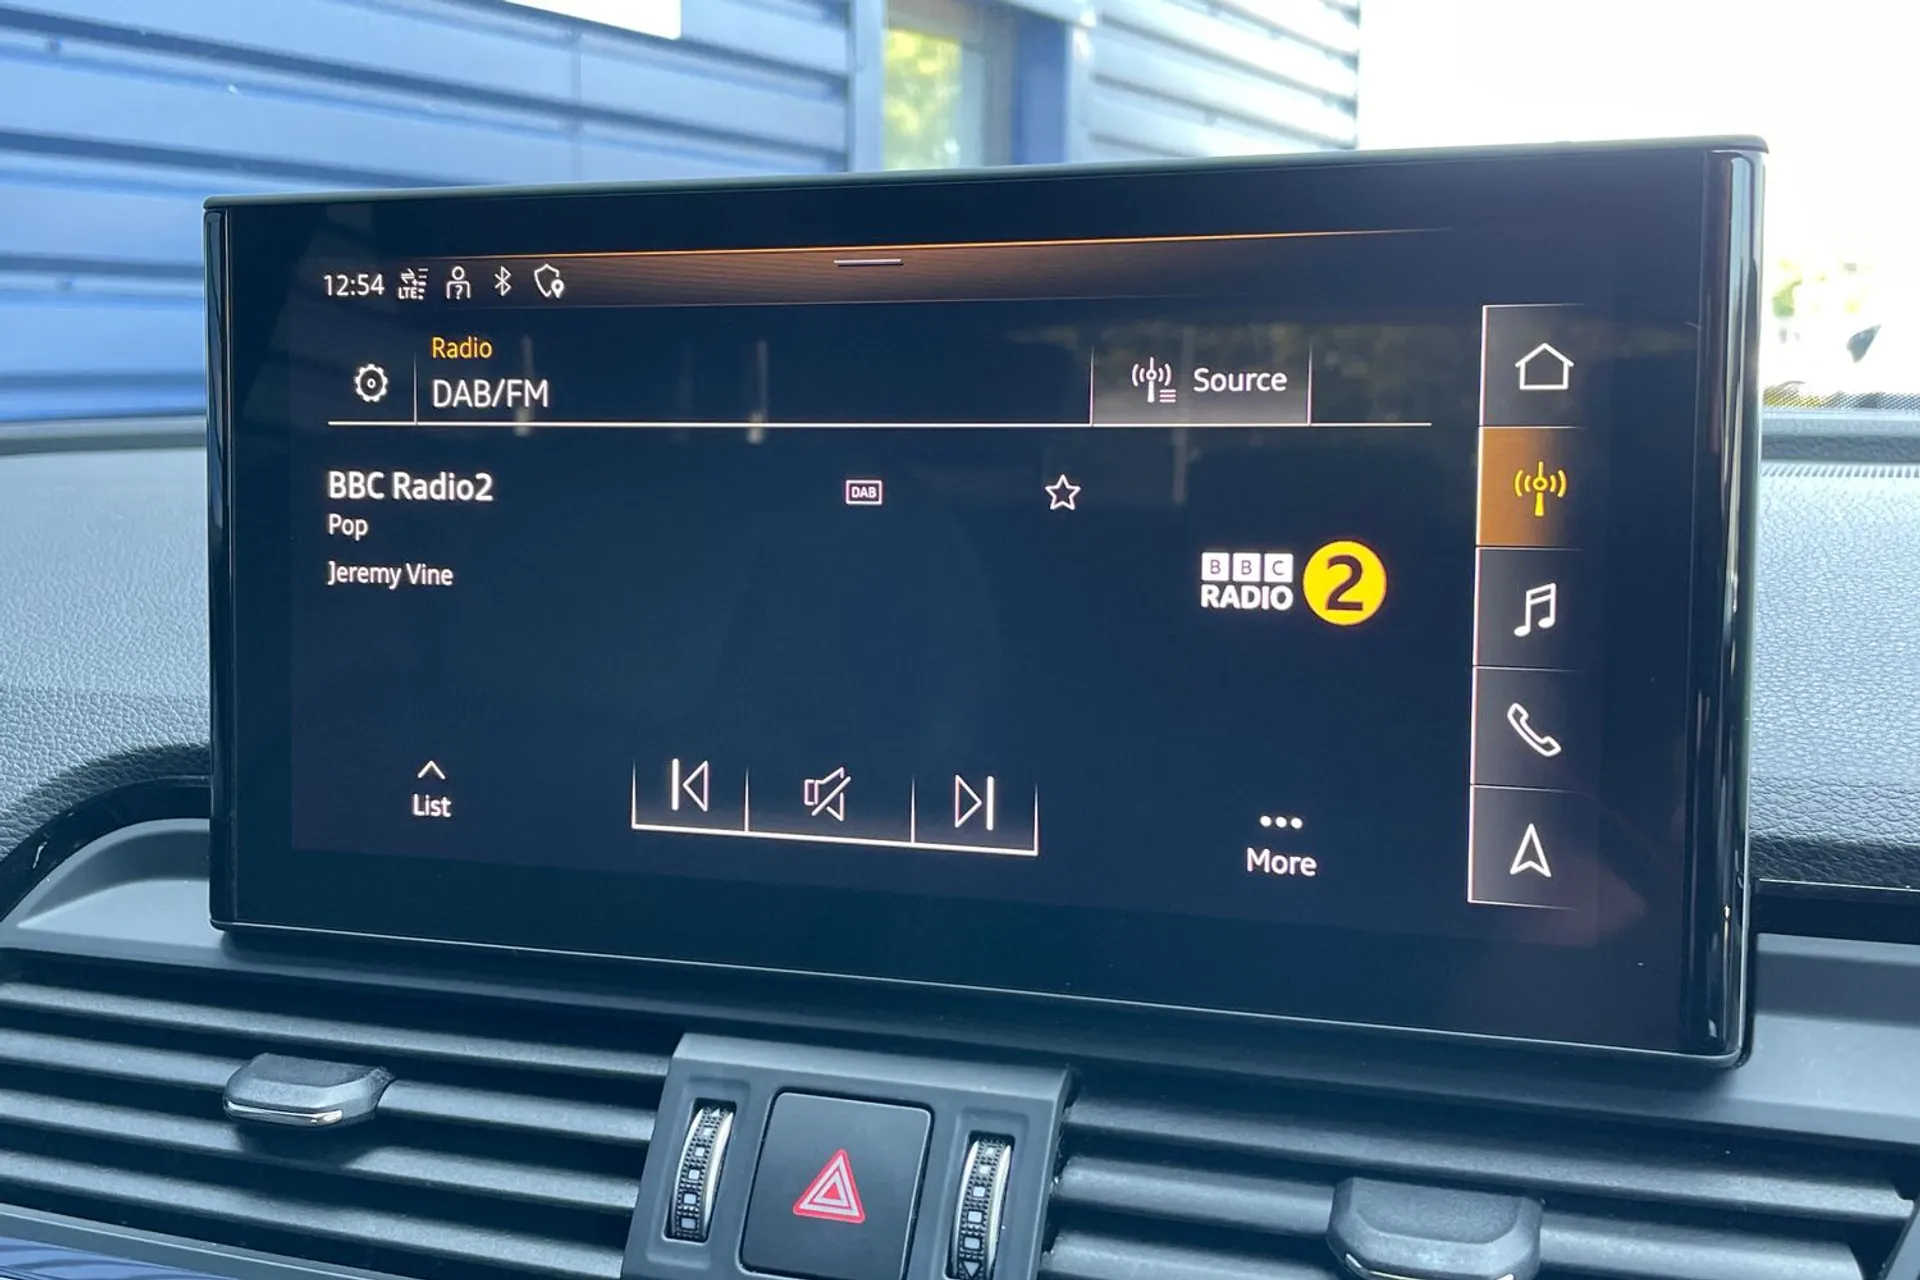 12:54 LTE
Radio
DAB/FM
Source
BBC Radio2
DAB
Pop
Jeremy Vine
BBC
RADIO 2
List
More